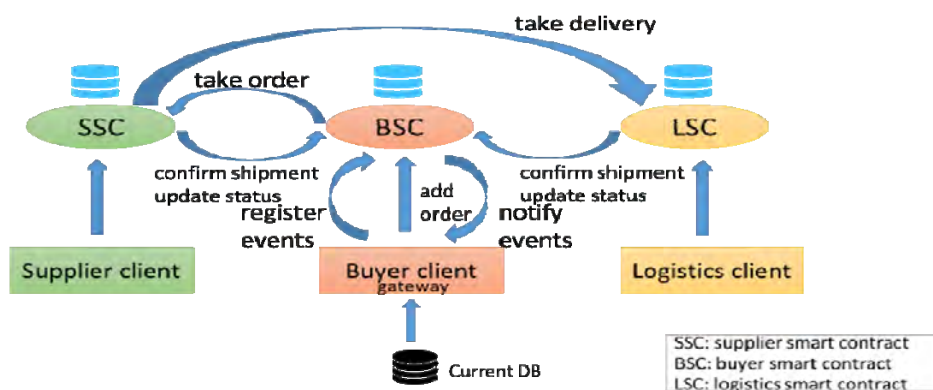 take delivery
take order
SSC
BSC
LSC
confirm shipment
update status
confirm shipment
update status
add
order
register
events
notify
events
Supplier client
Buyer client
gateway
Logistics client
Current DB
SSC: supplier smart contract
BSC: buyer smart contract
LSC: logistics smart contract